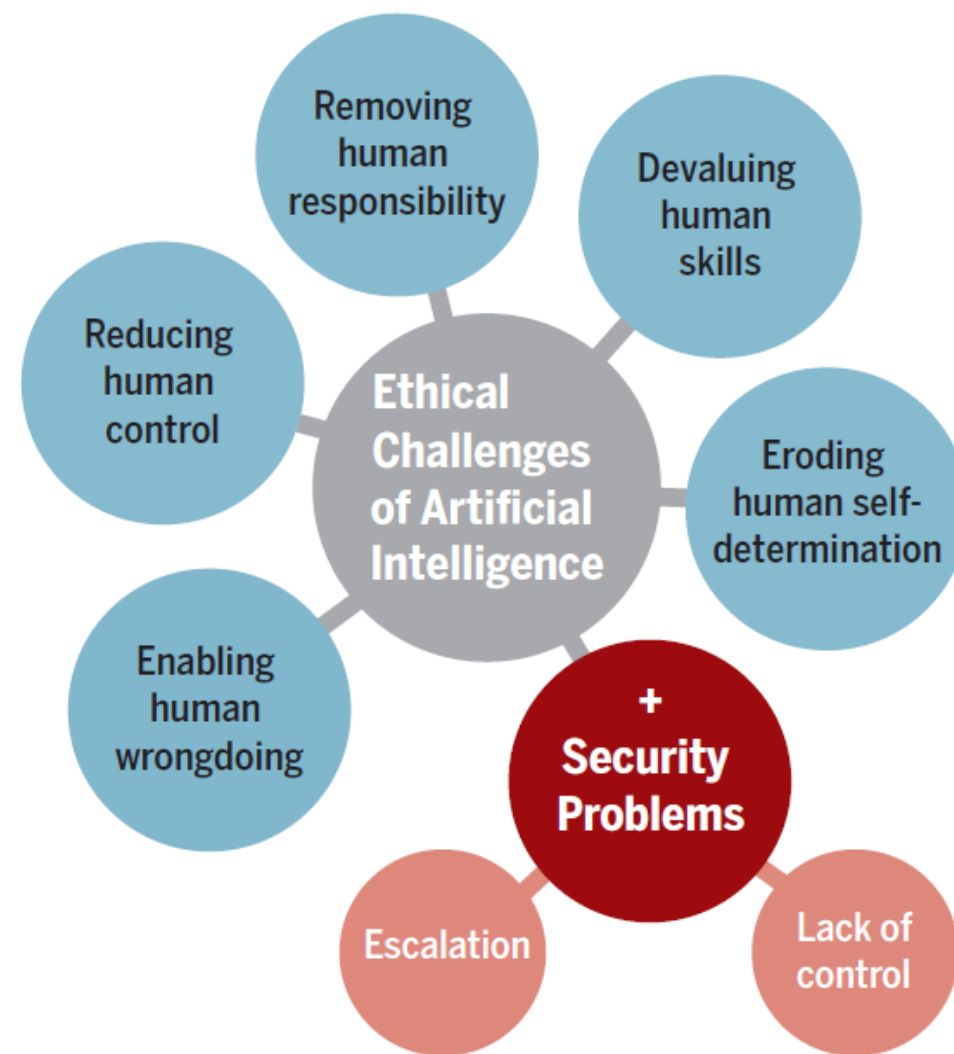 Removing
human
responsibility
Devaluing
human
skills
Reducing
human
control
Ethical
Challenges
of Artificial
Intelligence
Eroding
human self-
determination
Enabling
human
wrongdoing
+
Security
Problems
Escalation
Lack of
control